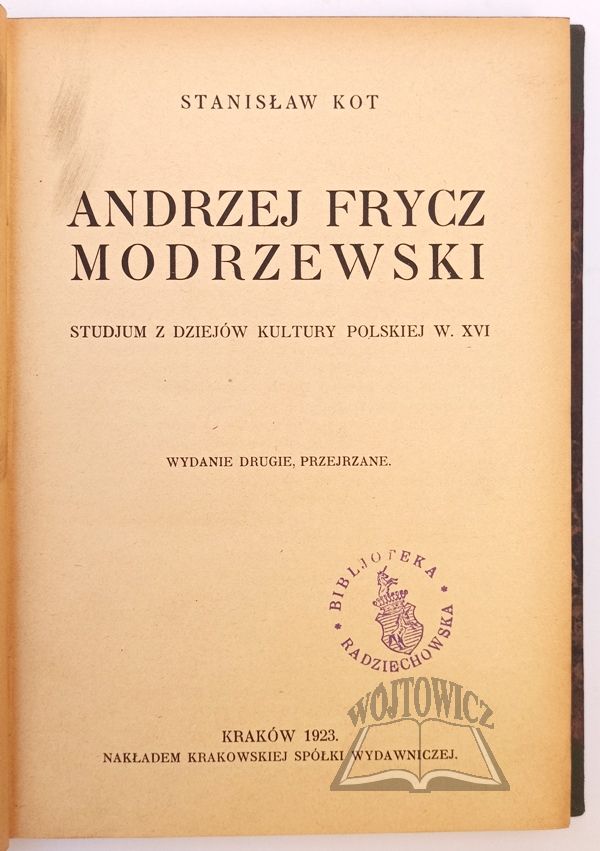 STANISŁAW KOT
ANDRZEJ FRYCZ
MODRZEWSKI
STUDJUM Z DZIEJÓW KULTURY POLSKIEJ W. XVI
WYDANIE DRUGIE, PRZEJRZANE.
* BIBLJOTEKA *
RADZIECHOWSKA
WÓJTOWICZ
KRAKÓW 1923.
NAKŁADEM KRAKOWSKIEJ SPÓŁKI WYDAWNICZEJ.